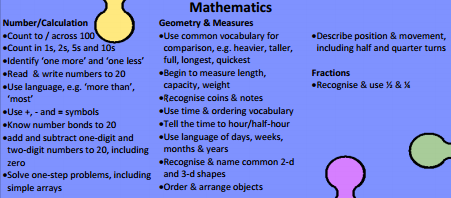 Mathematics
Number/Calculation
•Count to / across 100
•Count in 1s, 2s, 5s and 10s
•Identify ‘one more’ and ‘one less’
•Read & write numbers to 20
•Use language, e.g. ‘more than’,
‘most’
•Use +, - and = symbols
•Know number bonds to 20
•add and subtract one-digit and
two-digit numbers to 20, including
zero
•Solve one-step problems, including
simple arrays
Geometry & Measures
•Use common vocabulary for
comparison, e.g. heavier, taller,
full, longest, quickest
•Begin to measure length,
capacity, weight
•Recognise coins & notes
•Use time & ordering vocabulary
•Tell the time to hour/half-hour
•Use language of days, weeks,
months & years
•Recognise & name common 2-d
and 3-d shapes
•Order & arrange objects
•Describe position & movement,
including half and quarter turns
Fractions
•Recognise & use ½ & ¼